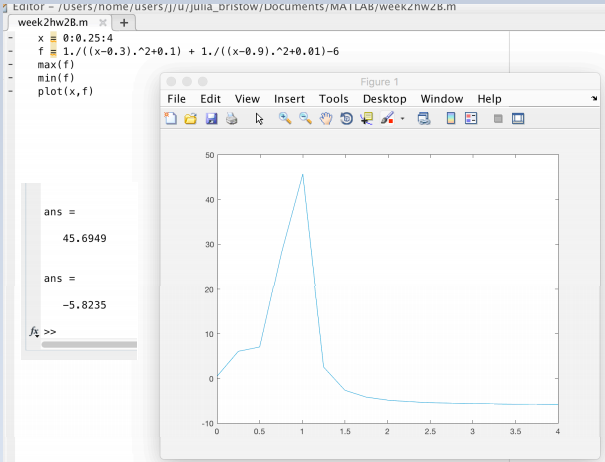 Editor – /Users/home/users/j/u/julia_bristow/Documents/MATLAB/week2hw2B.m
week2hw2B.m × +
– x = 0:0.25:4
– f = 1./((x-0.3).^2+0.1) + 1./((x-0.9).^2+0.01)-6
– max(f)
– min(f)
– plot(x,f)
Figure 1
File Edit View Insert Tools Desktop Window Help
50
40
30
20
10
0
-10
0 0.5 1 1.5 2 2.5 3 3.5 4
ans =
45.6949
ans =
-5.8235
fx >>